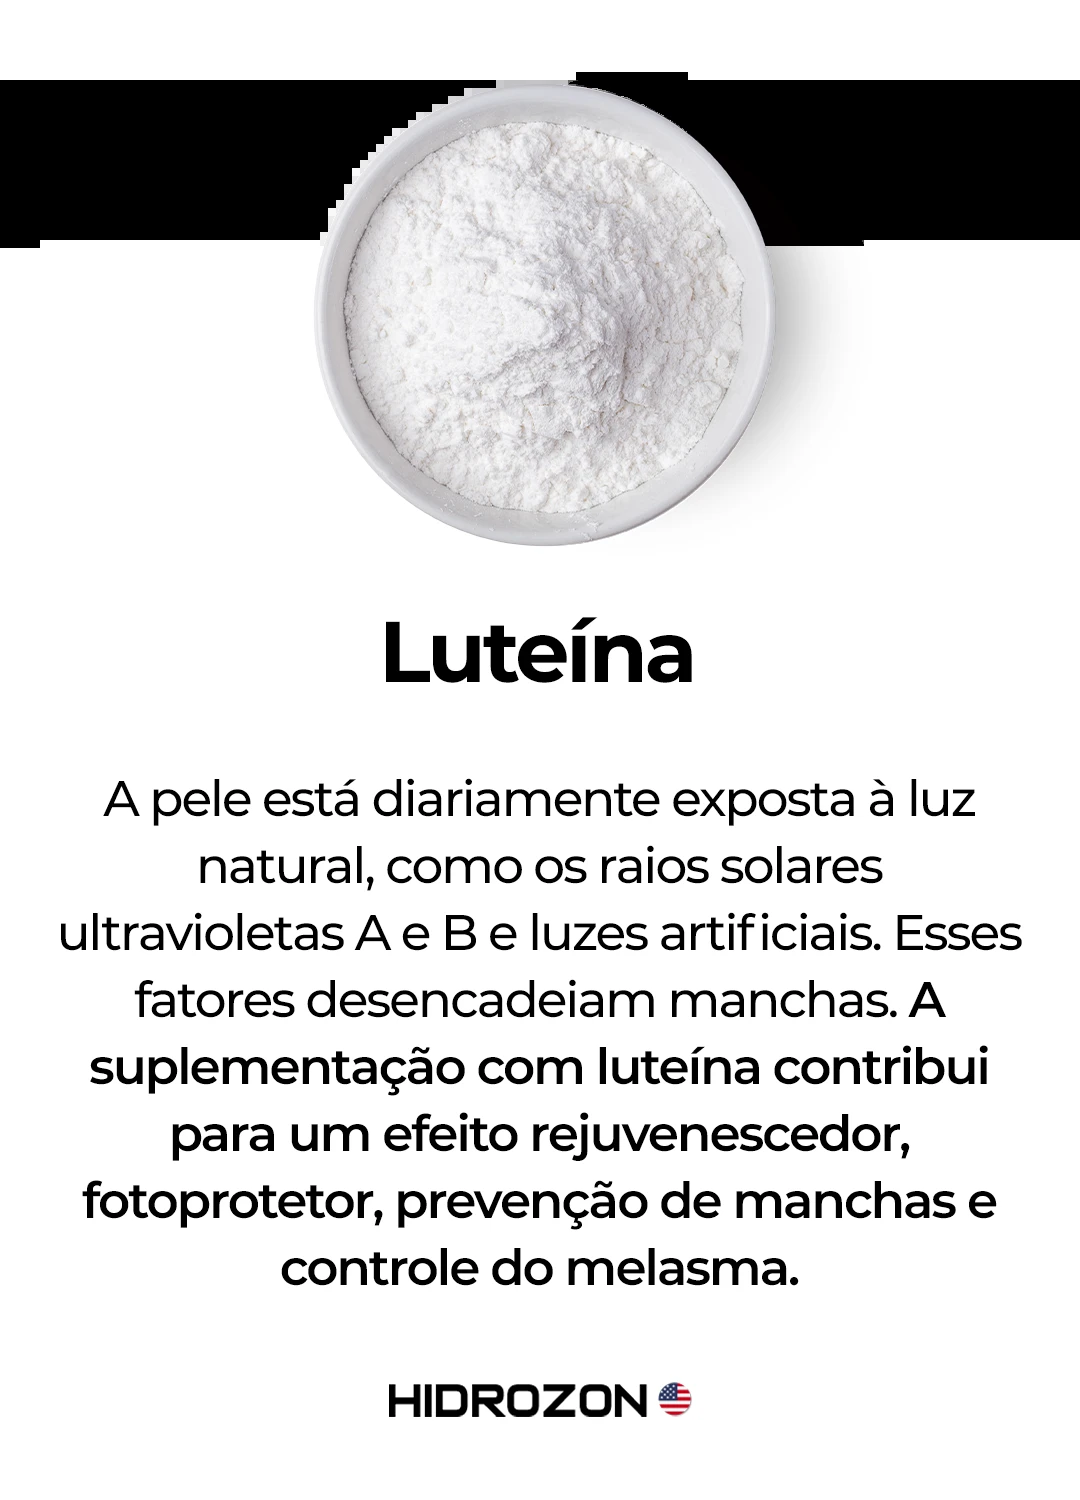 Luteína
A pele está diariamente exposta à luz
natural, como os raios solares
ultravioletas A e B e luzes artificiais. Esses
fatores desencadeiam manchas. A
suplementação com luteína contribui
para um efeito rejuvenescedor,
fotoprotetor, prevenção de manchas e
controle do melasma.
HIDROZON